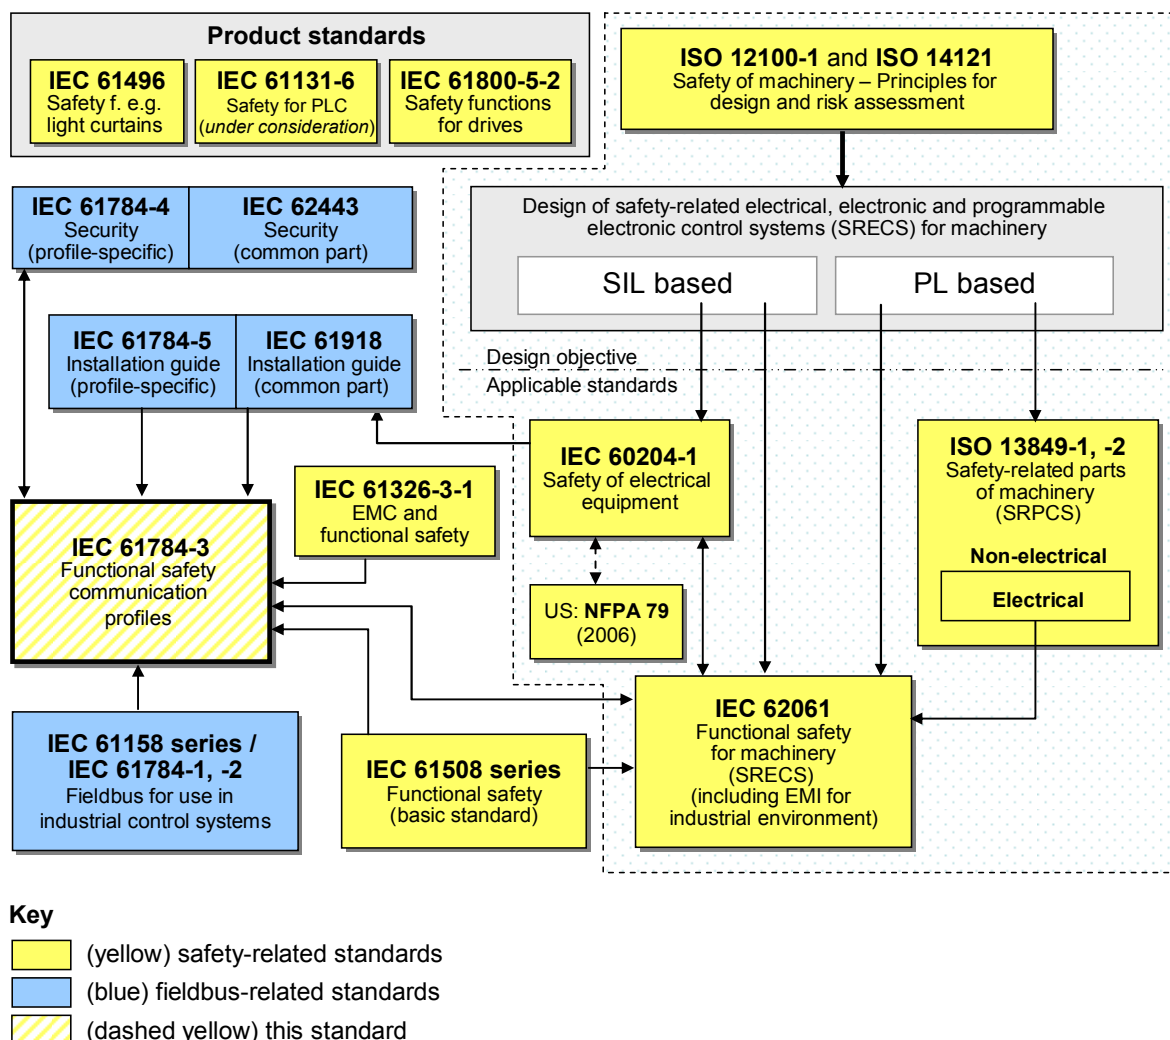 Product standards
IEC 61496
Safety f. e.g.
light curtains
IEC 61131-6
Safety for PLC
(under consideration)
IEC 61800-5-2
Safety functions
for drives
ISO 12100-1 and ISO 14121
Safety of machinery – Principles for
design and risk assessment
IEC 61784-4
Security
(profile-specific)
IEC 62443
Security
(common part)
Design of safety-related electrical, electronic and programmable
electronic control systems (SRECS) for machinery
SIL based
PL based
IEC 61784-5
Installation guide
(profile-specific)
IEC 61918
Installation guide
(common part)
Design objective
Applicable standards
IEC 60204-1
Safety of electrical
equipment
ISO 13849-1, -2
Safety-related parts
of machinery
(SRPCS)
Non-electrical
Electrical
IEC 61326-3-1
EMC and
functional safety
IEC 61784-3
Functional safety
communication
profiles
US: NFPA 79
(2006)
IEC 61158 series /
IEC 61784-1, -2
Fieldbus for use in
industrial control systems
IEC 61508 series
Functional safety
(basic standard)
IEC 62061
Functional safety
for machinery
(SRECS)
(including EMI for
industrial environment)
Key
(yellow) safety-related standards
(blue) fieldbus-related standards
(dashed yellow) this standard